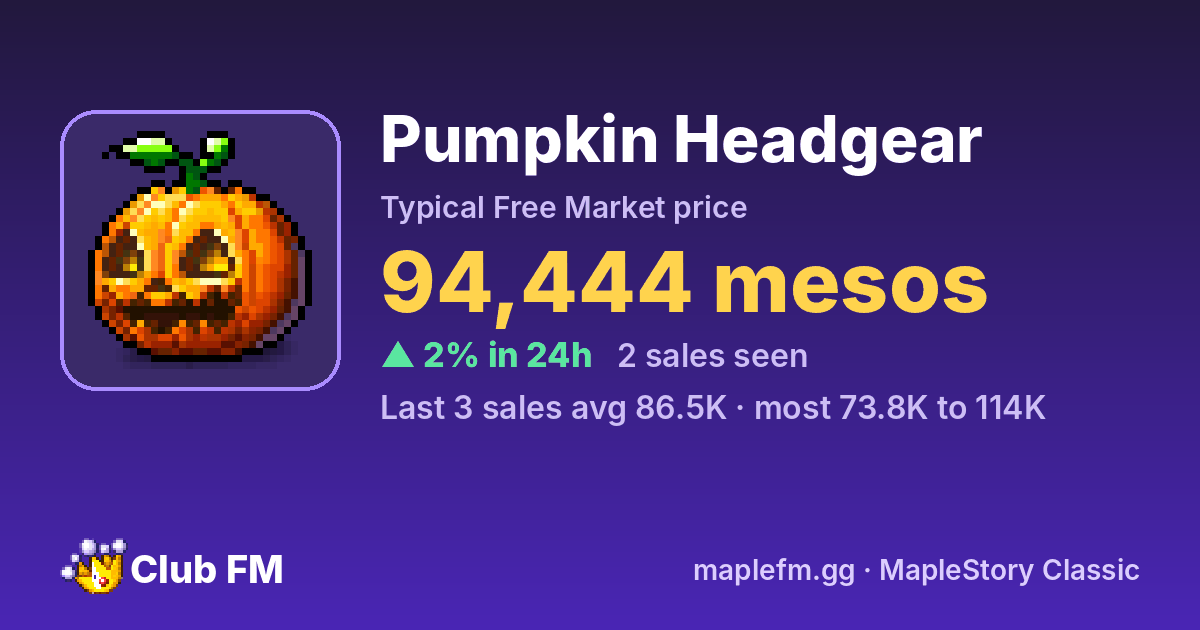 Pumpkin Headgear
Typical Free Market price
94,444 mesos
▲ 2% in 24h 2 sales seen
Last 3 sales avg 86.5K · most 73.8K to 114K
Club FM
maplefm.gg · MapleStory Classic